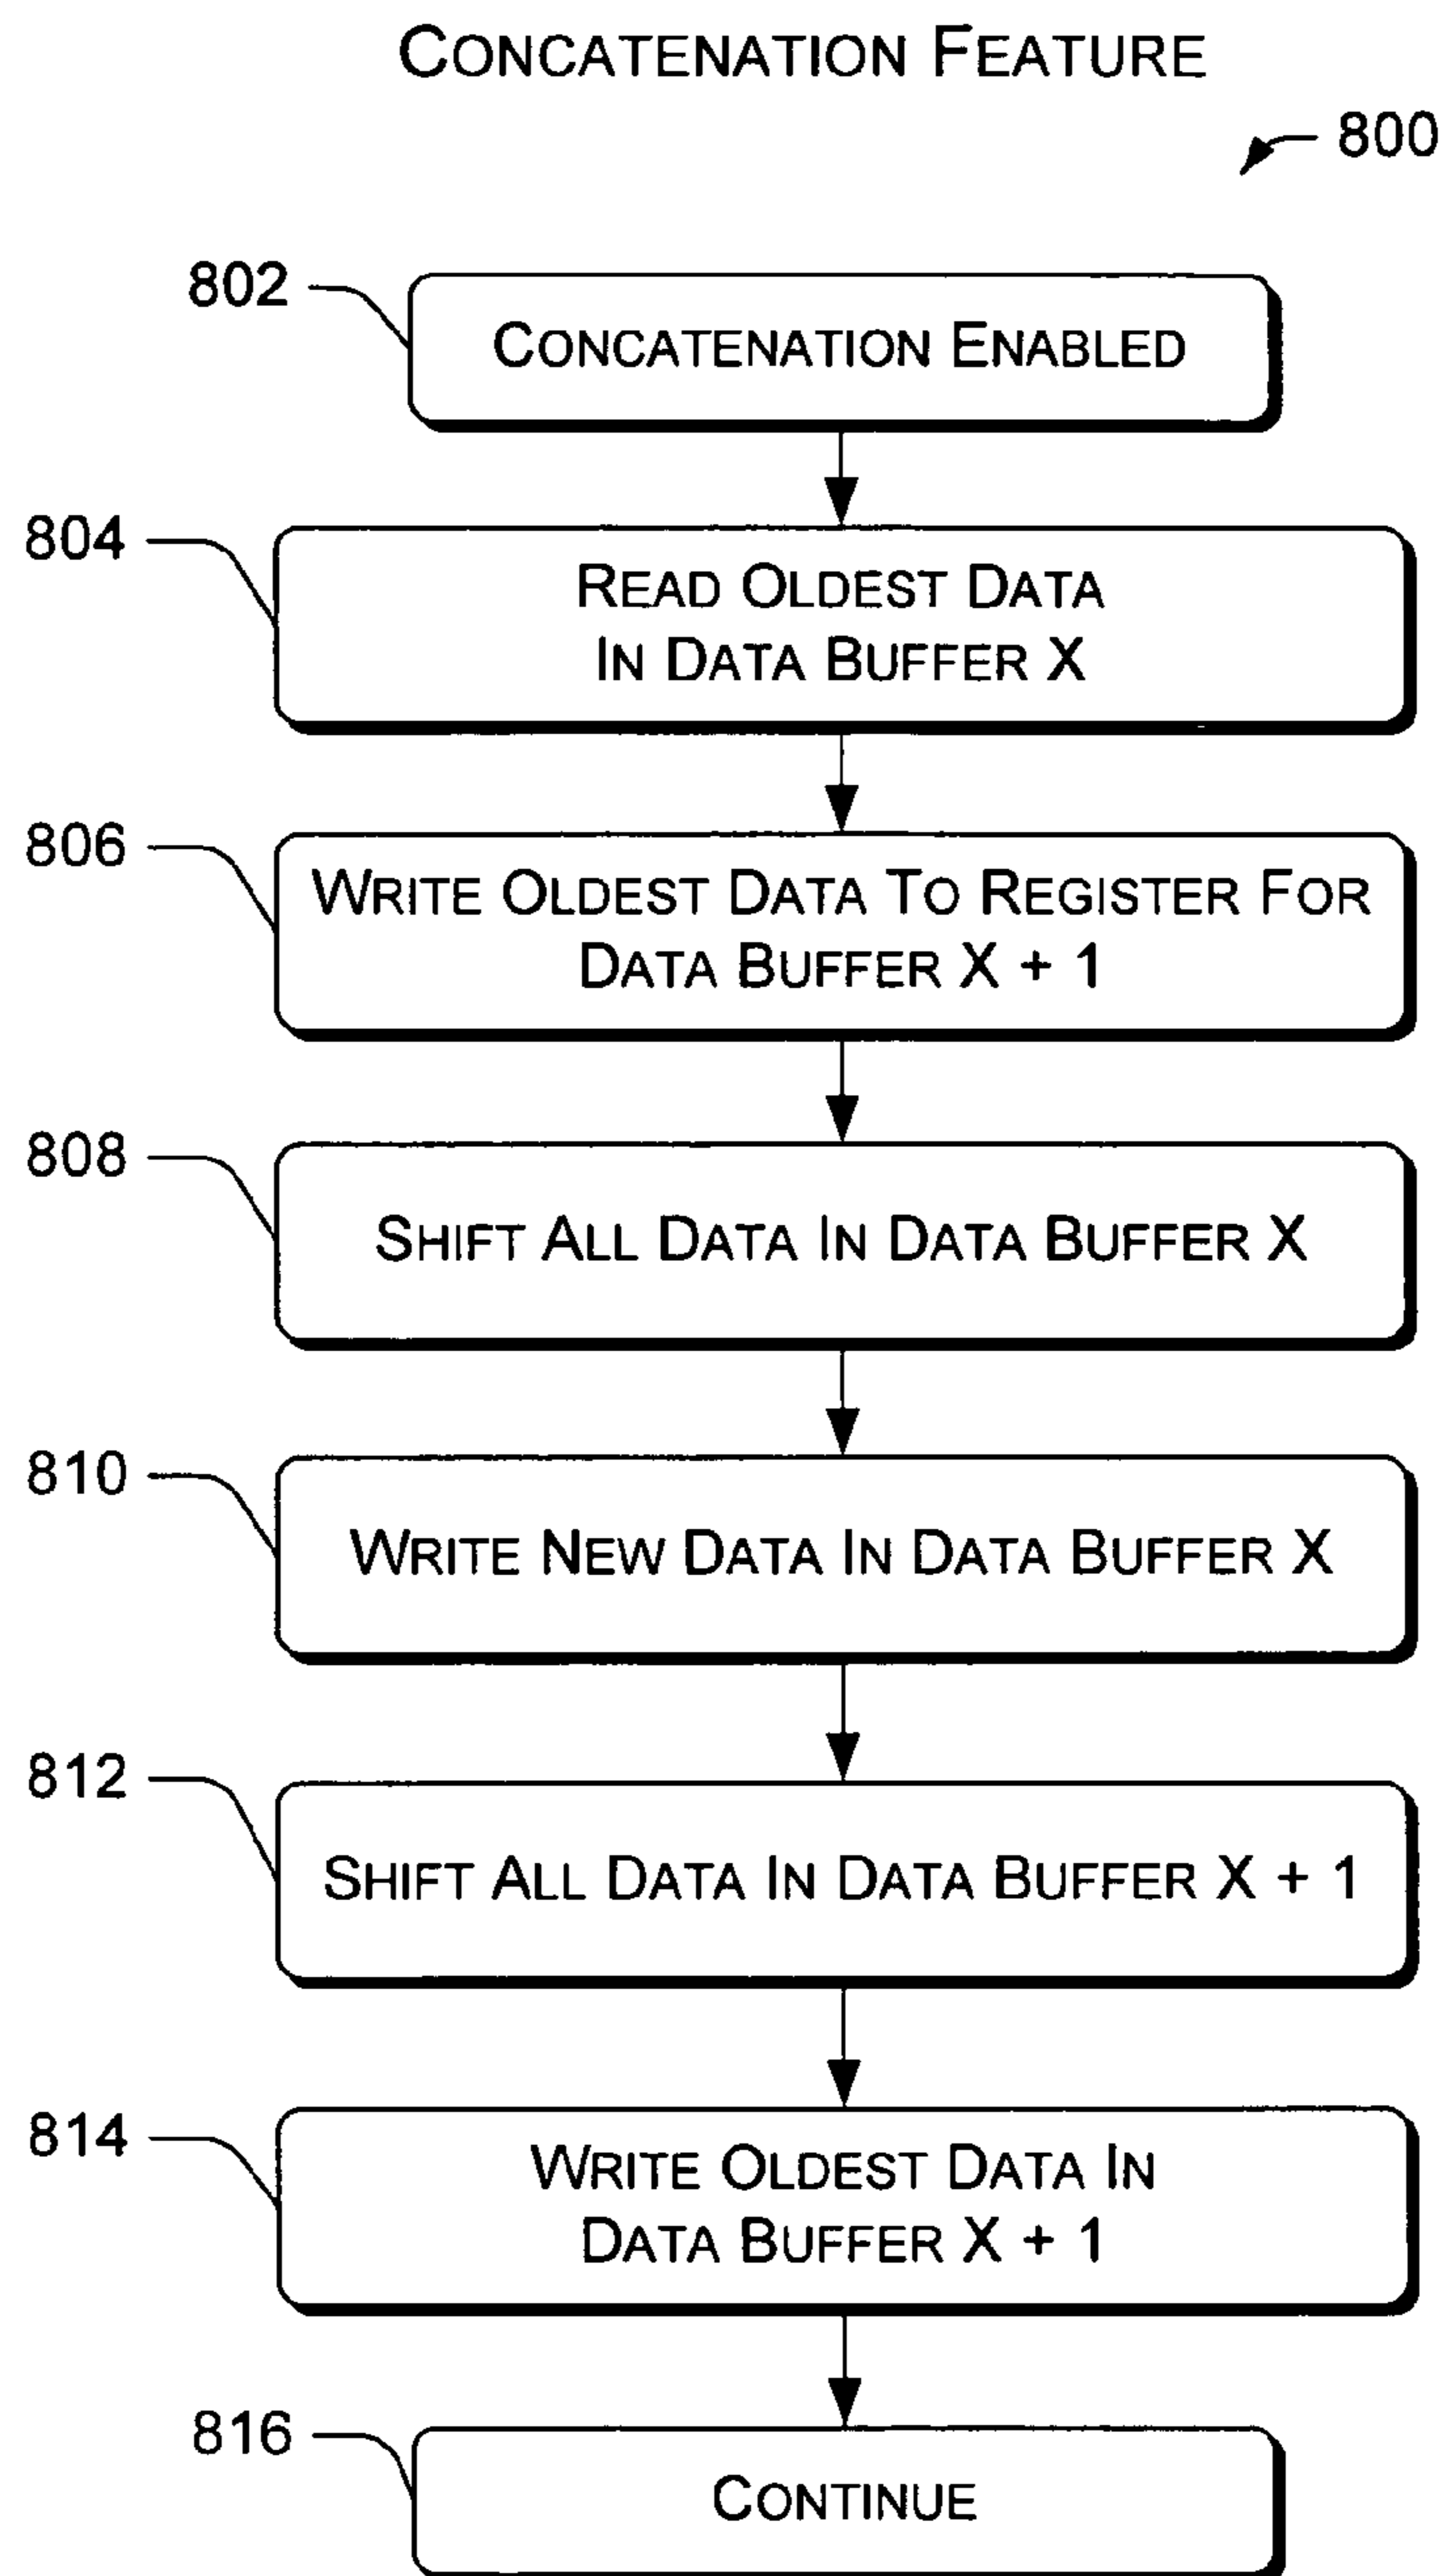 CONCATENATION FEATURE
800
802
CONCATENATION ENABLED
804
READ OLDEST DATA
IN DATA BUFFER X
806
WRITE OLDEST DATA TO REGISTER FOR
DATA BUFFER X + 1
808
SHIFT ALL DATA IN DATA BUFFER X
810
WRITE NEW DATA IN DATA BUFFER X
812
SHIFT ALL DATA IN DATA BUFFER X + 1
814
WRITE OLDEST DATA IN
DATA BUFFER X + 1
816
CONTINUE